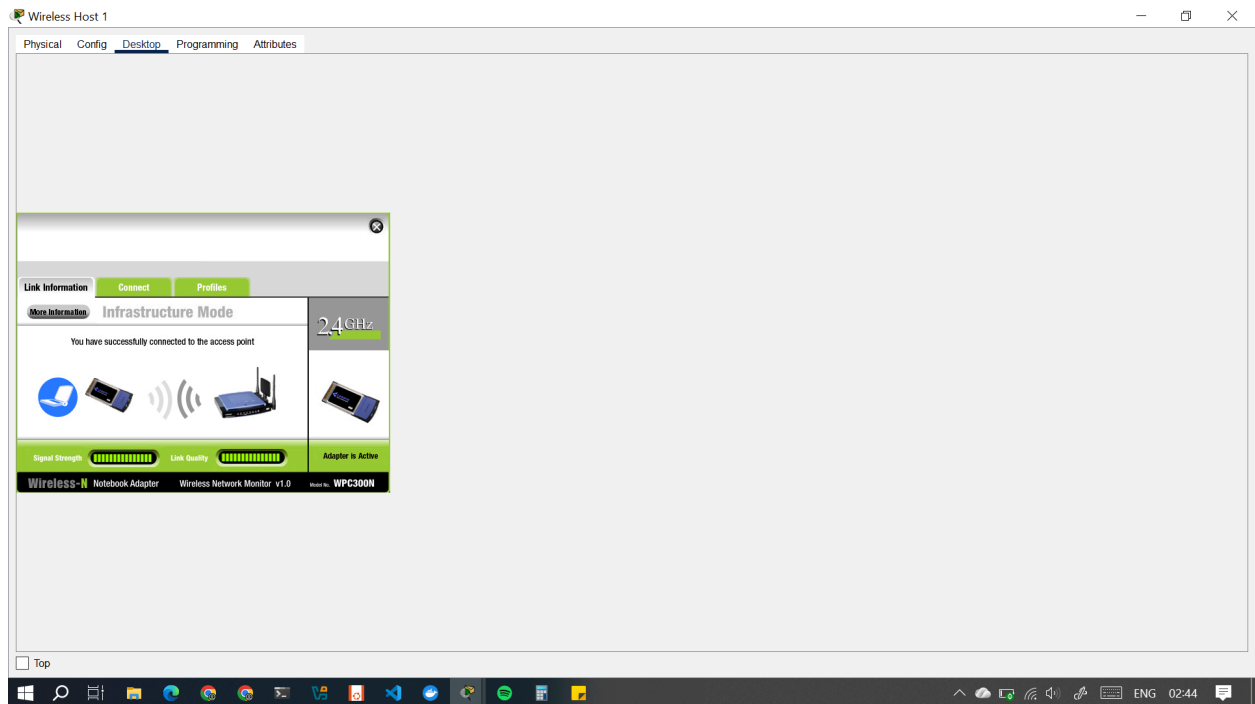 Wireless Host 1
Physical Config Desktop Programming Attributes
Link Information Connect Profiles
More Information Infrastructure Mode
2.4GHz
You have successfully connected to the access point
Signal Strength Link Quality Adapter is Active
Wireless-N Notebook Adapter Wireless Network Monitor v1.0 Model No. WPC300N
Top
ENG 02:44